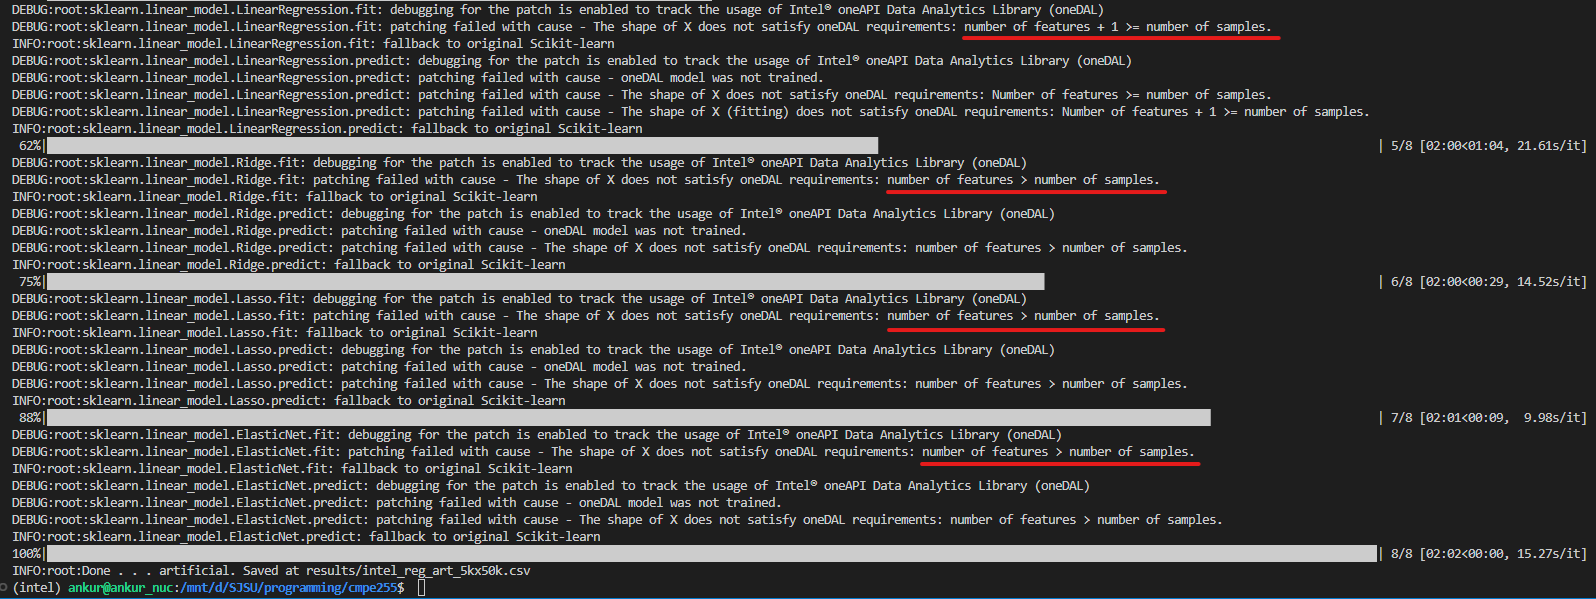 DEBUG:root:sklearn.linear_model.LinearRegression.fit: debugging for the patch is enabled to track the usage of Intel® oneAPI Data Analytics Library (oneDAL)
DEBUG:root:sklearn.linear_model.LinearRegression.fit: patching failed with cause - The shape of X does not satisfy oneDAL requirements: number of features + 1 >= number of samples.
INFO:root:sklearn.linear_model.LinearRegression.fit: fallback to original Scikit-learn
DEBUG:root:sklearn.linear_model.LinearRegression.predict: debugging for the patch is enabled to track the usage of Intel® oneAPI Data Analytics Library (oneDAL)
DEBUG:root:sklearn.linear_model.LinearRegression.predict: patching failed with cause - oneDAL model was not trained.
DEBUG:root:sklearn.linear_model.LinearRegression.predict: patching failed with cause - The shape of X does not satisfy oneDAL requirements: Number of features >= number of samples.
DEBUG:root:sklearn.linear_model.LinearRegression.predict: patching failed with cause - The shape of X (fitting) does not satisfy oneDAL requirements: Number of features + 1 >= number of samples.
INFO:root:sklearn.linear_model.LinearRegression.predict: fallback to original Scikit-learn
62%| | 5/8 [02:00<01:04, 21.61s/it]
DEBUG:root:sklearn.linear_model.Ridge.fit: debugging for the patch is enabled to track the usage of Intel® oneAPI Data Analytics Library (oneDAL)
DEBUG:root:sklearn.linear_model.Ridge.fit: patching failed with cause - The shape of X does not satisfy oneDAL requirements: number of features > number of samples.
INFO:root:sklearn.linear_model.Ridge.fit: fallback to original Scikit-learn
DEBUG:root:sklearn.linear_model.Ridge.predict: debugging for the patch is enabled to track the usage of Intel® oneAPI Data Analytics Library (oneDAL)
DEBUG:root:sklearn.linear_model.Ridge.predict: patching failed with cause - oneDAL model was not trained.
DEBUG:root:sklearn.linear_model.Ridge.predict: patching failed with cause - The shape of X does not satisfy oneDAL requirements: number of features > number of samples.
INFO:root:sklearn.linear_model.Ridge.predict: fallback to original Scikit-learn
75%| | 6/8 [02:00<00:29, 14.52s/it]
DEBUG:root:sklearn.linear_model.Lasso.fit: debugging for the patch is enabled to track the usage of Intel® oneAPI Data Analytics Library (oneDAL)
DEBUG:root:sklearn.linear_model.Lasso.fit: patching failed with cause - The shape of X does not satisfy oneDAL requirements: number of features > number of samples.
INFO:root:sklearn.linear_model.Lasso.fit: fallback to original Scikit-learn
DEBUG:root:sklearn.linear_model.Lasso.predict: debugging for the patch is enabled to track the usage of Intel® oneAPI Data Analytics Library (oneDAL)
DEBUG:root:sklearn.linear_model.Lasso.predict: patching failed with cause - oneDAL model was not trained.
DEBUG:root:sklearn.linear_model.Lasso.predict: patching failed with cause - The shape of X does not satisfy oneDAL requirements: number of features > number of samples.
INFO:root:sklearn.linear_model.Lasso.predict: fallback to original Scikit-learn
88%| | 7/8 [02:01<00:09, 9.98s/it]
DEBUG:root:sklearn.linear_model.ElasticNet.fit: debugging for the patch is enabled to track the usage of Intel® oneAPI Data Analytics Library (oneDAL)
DEBUG:root:sklearn.linear_model.ElasticNet.fit: patching failed with cause - The shape of X does not satisfy oneDAL requirements: number of features > number of samples.
INFO:root:sklearn.linear_model.ElasticNet.fit: fallback to original Scikit-learn
DEBUG:root:sklearn.linear_model.ElasticNet.predict: debugging for the patch is enabled to track the usage of Intel® oneAPI Data Analytics Library (oneDAL)
DEBUG:root:sklearn.linear_model.ElasticNet.predict: patching failed with cause - oneDAL model was not trained.
DEBUG:root:sklearn.linear_model.ElasticNet.predict: patching failed with cause - The shape of X does not satisfy oneDAL requirements: number of features > number of samples.
INFO:root:sklearn.linear_model.ElasticNet.predict: fallback to original Scikit-learn
100%| | 8/8 [02:02<00:00, 15.27s/it]
INFO:root:Done . . . artificial. Saved at results/intel_reg_art_5kx50k.csv
(intel) ankur@ankur_nuc:/mnt/d/SJSU/programming/cmpe255$